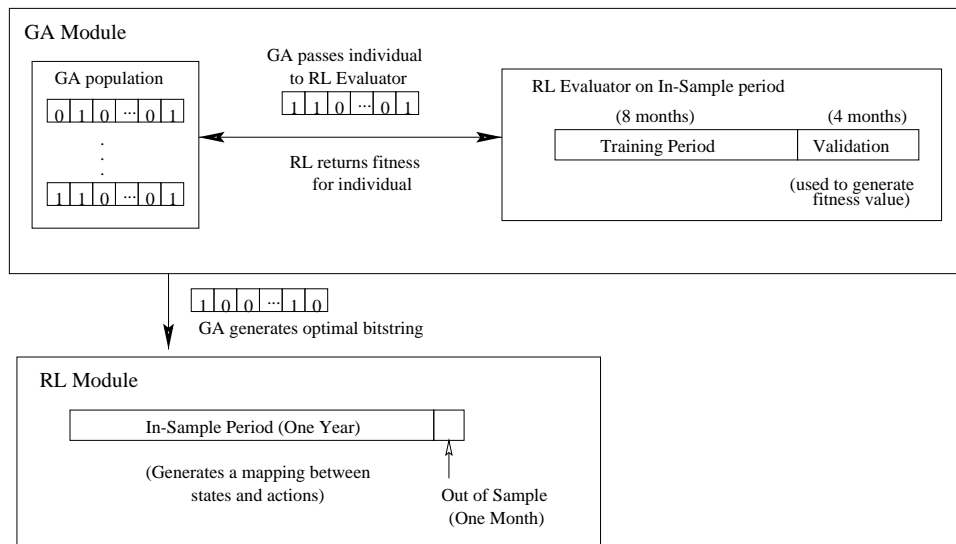 GA Module
GA population
0 1 0 ... 0 1
.
.
.
1 1 0 ... 0 1
GA passes individual
to RL Evaluator
1 1 0 ... 0 1
RL returns fitness
for individual
RL Evaluator on In-Sample period
(8 months) (4 months)
Training Period Validation
(used to generate
fitness value)
1 0 0 ... 1 0
GA generates optimal bitstring
RL Module
In-Sample Period (One Year)
(Generates a mapping between
states and actions)
Out of Sample
(One Month)